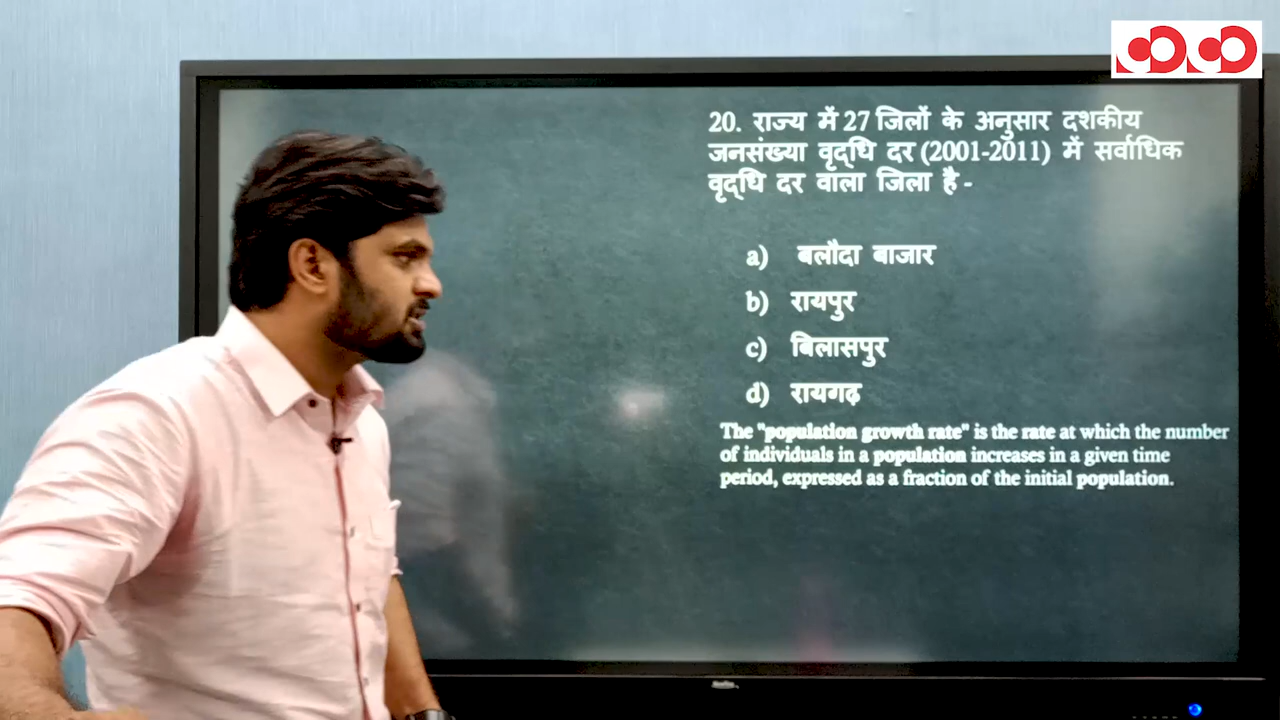 20. राज्य में 27 जिलों के अनुसार दशकीय
जनसंख्या वृद्धि दर (2001-2011) में सर्वाधिक
वृद्धि दर वाला जिला है -
a) बलौदा बाजार
b) रायपुर
c) बिलासपुर
d) रायगढ़
The "population growth rate" is the rate at which the number
of individuals in a population increases in a given time
period, expressed as a fraction of the initial population.